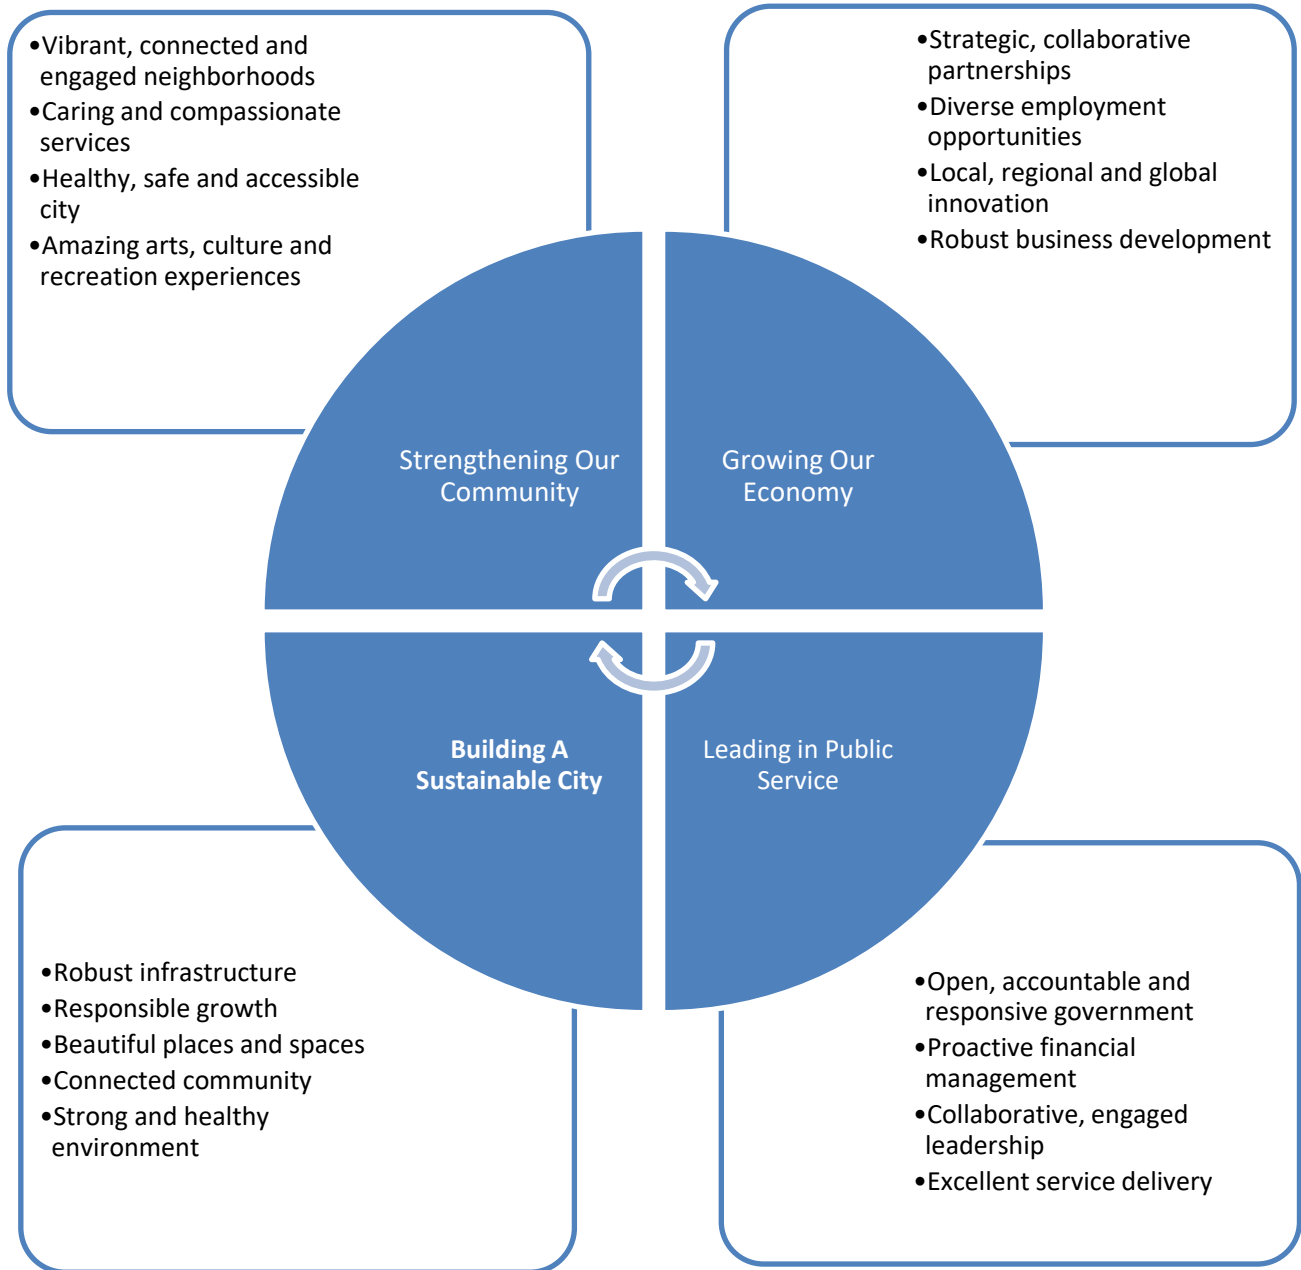 •Vibrant, connected and
engaged neighborhoods
•Caring and compassionate
services
•Healthy, safe and accessible
city
•Amazing arts, culture and
recreation experiences
•Strategic, collaborative
partnerships
•Diverse employment
opportunities
•Local, regional and global
innovation
•Robust business development
Strengthening Our
Community
Growing Our
Economy
Building A
Sustainable City
Leading in Public
Service
•Robust infrastructure
•Responsible growth
•Beautiful places and spaces
•Connected community
•Strong and healthy
environment
•Open, accountable and
responsive government
•Proactive financial
management
•Collaborative, engaged
leadership
•Excellent service delivery